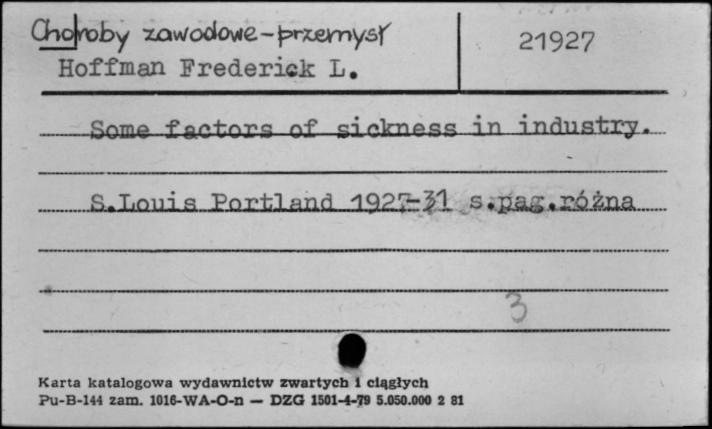 Choroby zawodowe-przemysł
21927
Hoffman Frederick L.
Some factors of sickness in industry.
S.Louis Portland 1927-31 s.pag.różna
3
Karta katalogowa wydawnictw zwartych i ciągłych
Pu-B-144 zam. 1016-WA-O-n — DZG 1501-4-79 5.050.000 2 81